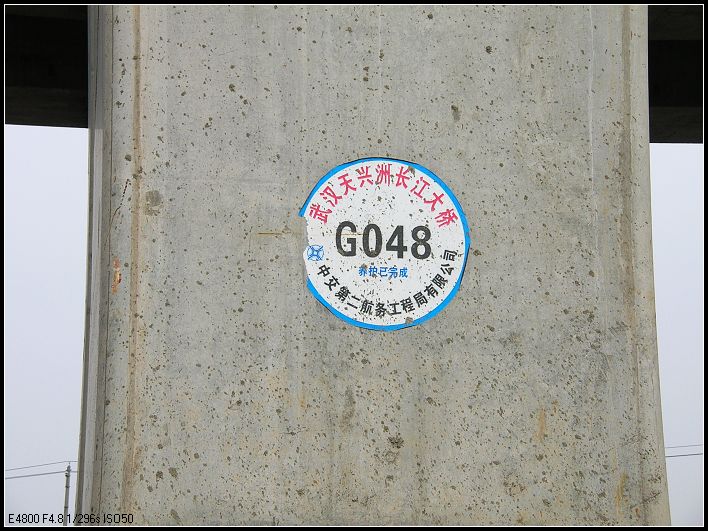 武汉天兴洲长江大桥
G048
养护已完成
中交第二航务工程局有限公司
E4800 F4.8 1/296s ISO50